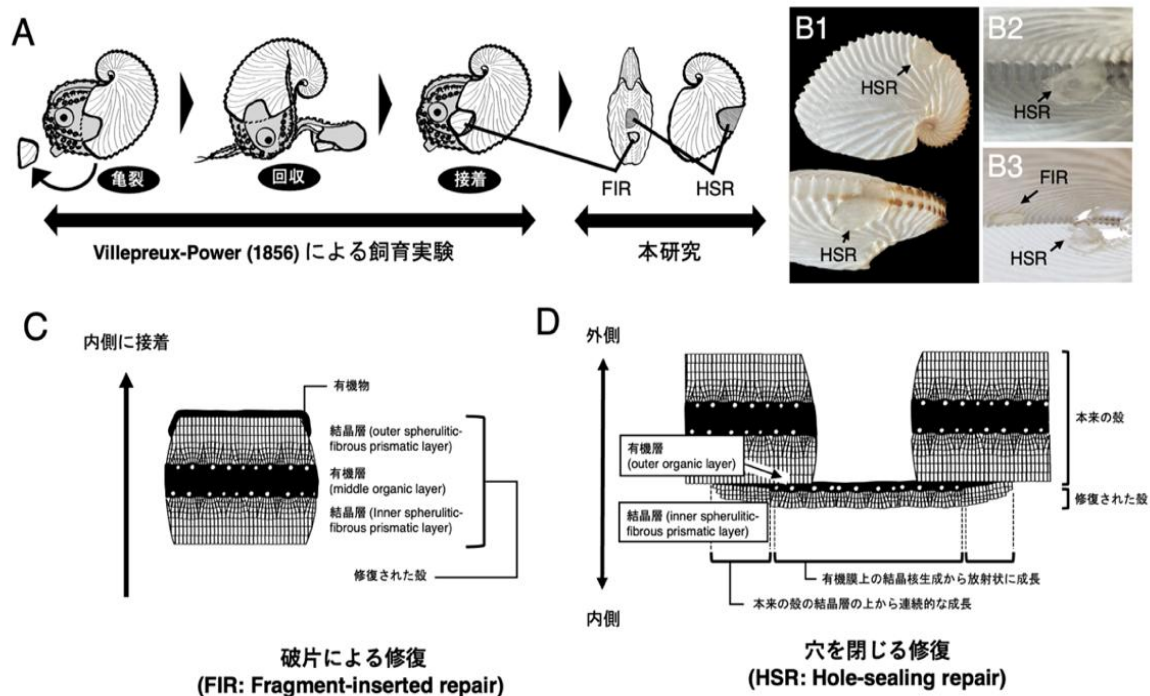 A
亀裂
回収
接着
FIR
HSR
Villepreux-Power (1856) による飼育実験
本研究
B1
HSR
HSR
B2
HSR
B3
FIR
HSR
C
内側に接着
有機物
結晶層 (outer spherulitic-
fibrous prismatic layer)
有機層
(middle organic layer)
結晶層 (Inner spherulitic-
fibrous prismatic layer)
修復された殻
破片による修復
(FIR: Fragment-inserted repair)
D
外側
有機層
(outer organic layer)
結晶層 (inner spherulitic-
fibrous prismatic layer)
本来の殻
修復された殻
有機膜上の結晶核生成から放射状に成長
本来の殻の結晶層の上から連続的な成長
内側
穴を閉じる修復
(HSR: Hole-sealing repair)